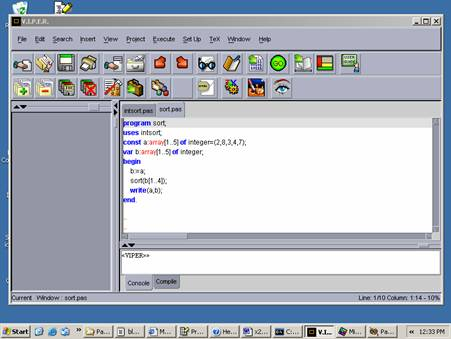 V.I.P.E.R.
File Edit Search Insert View Project Execute Set Up TeX Window Help
GO
intsort.pas sort.pas
program sort;
uses intsort;
const a:array[1..5] of integer=(2,8,3,4,7);
var b:array[1..5] of integer;
begin
b:=a;
sort(b[1..4]);
write(a,b);
end.
<VIPER>»
Console Compile
Current Window : sort.pas Line: 1/10 Column: 1:14 - 10%
Start » Pa... bl... M... Pr... He... x2... C:... V.I... Mi... Pa... « 12:33 PM